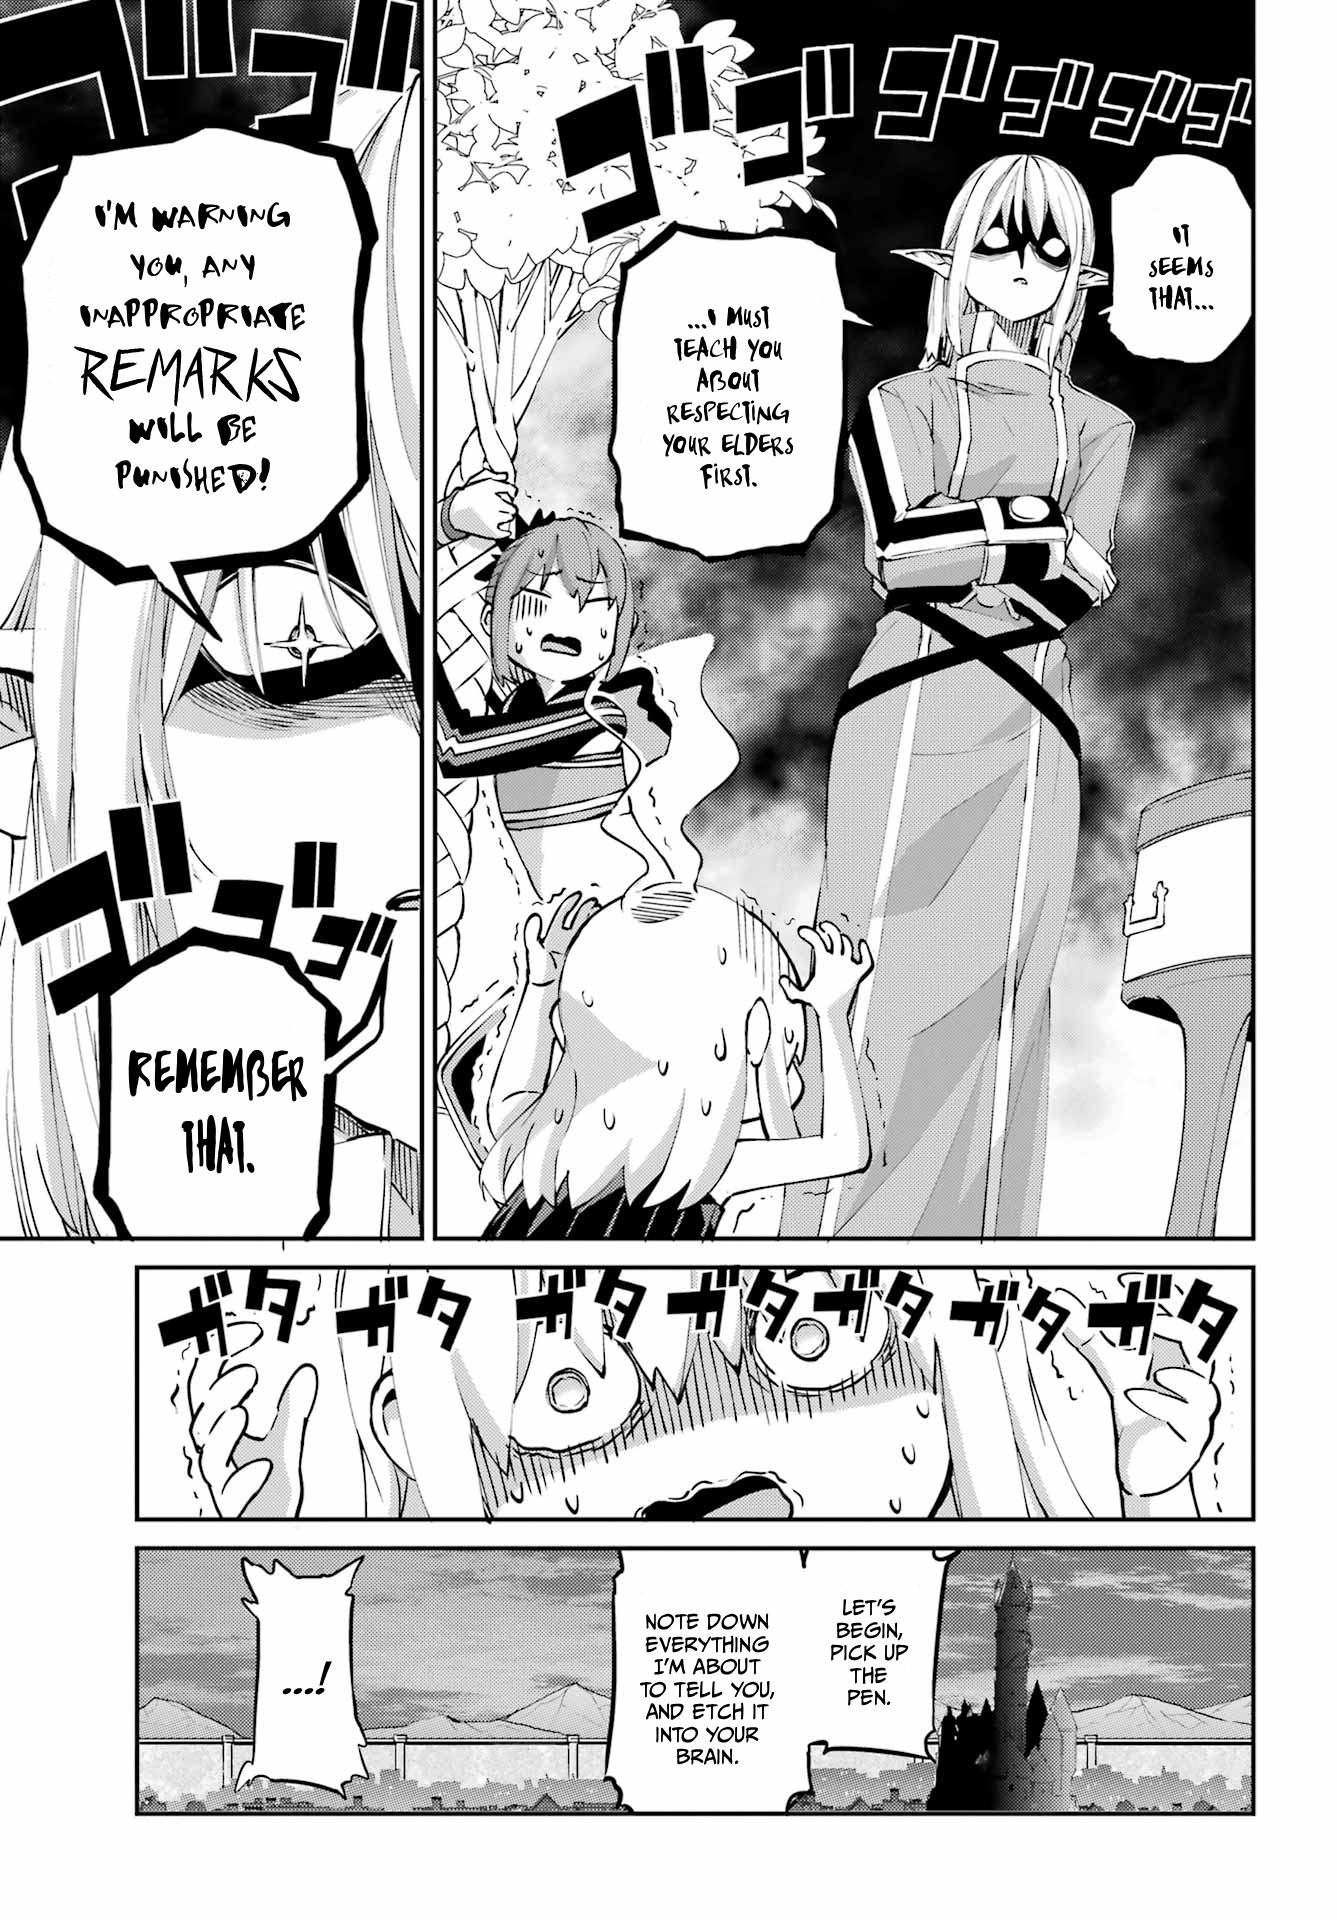 IT
SEEMS
THAT...
...I MUST
TEACH YOU
ABOUT
RESPECTING
YOUR ELDERS
FIRST.
ゴゴゴゴ
ゴゴ
I'M WARNING
YOU, ANY
INAPPROPRIATE
REMARKS
WILL BE
PUNISHED!
ゴゴゴ
REMEMBER
THAT.
ゴゴゴゴ
ガタ ガタ ガタ ガタ ガタ ガタ ガタ
LET'S
BEGIN,
PICK UP
THE
PEN.
NOTE DOWN
EVERYTHING
I'M ABOUT
TO TELL YOU,
AND ETCH IT
INTO YOUR
BRAIN.
....!